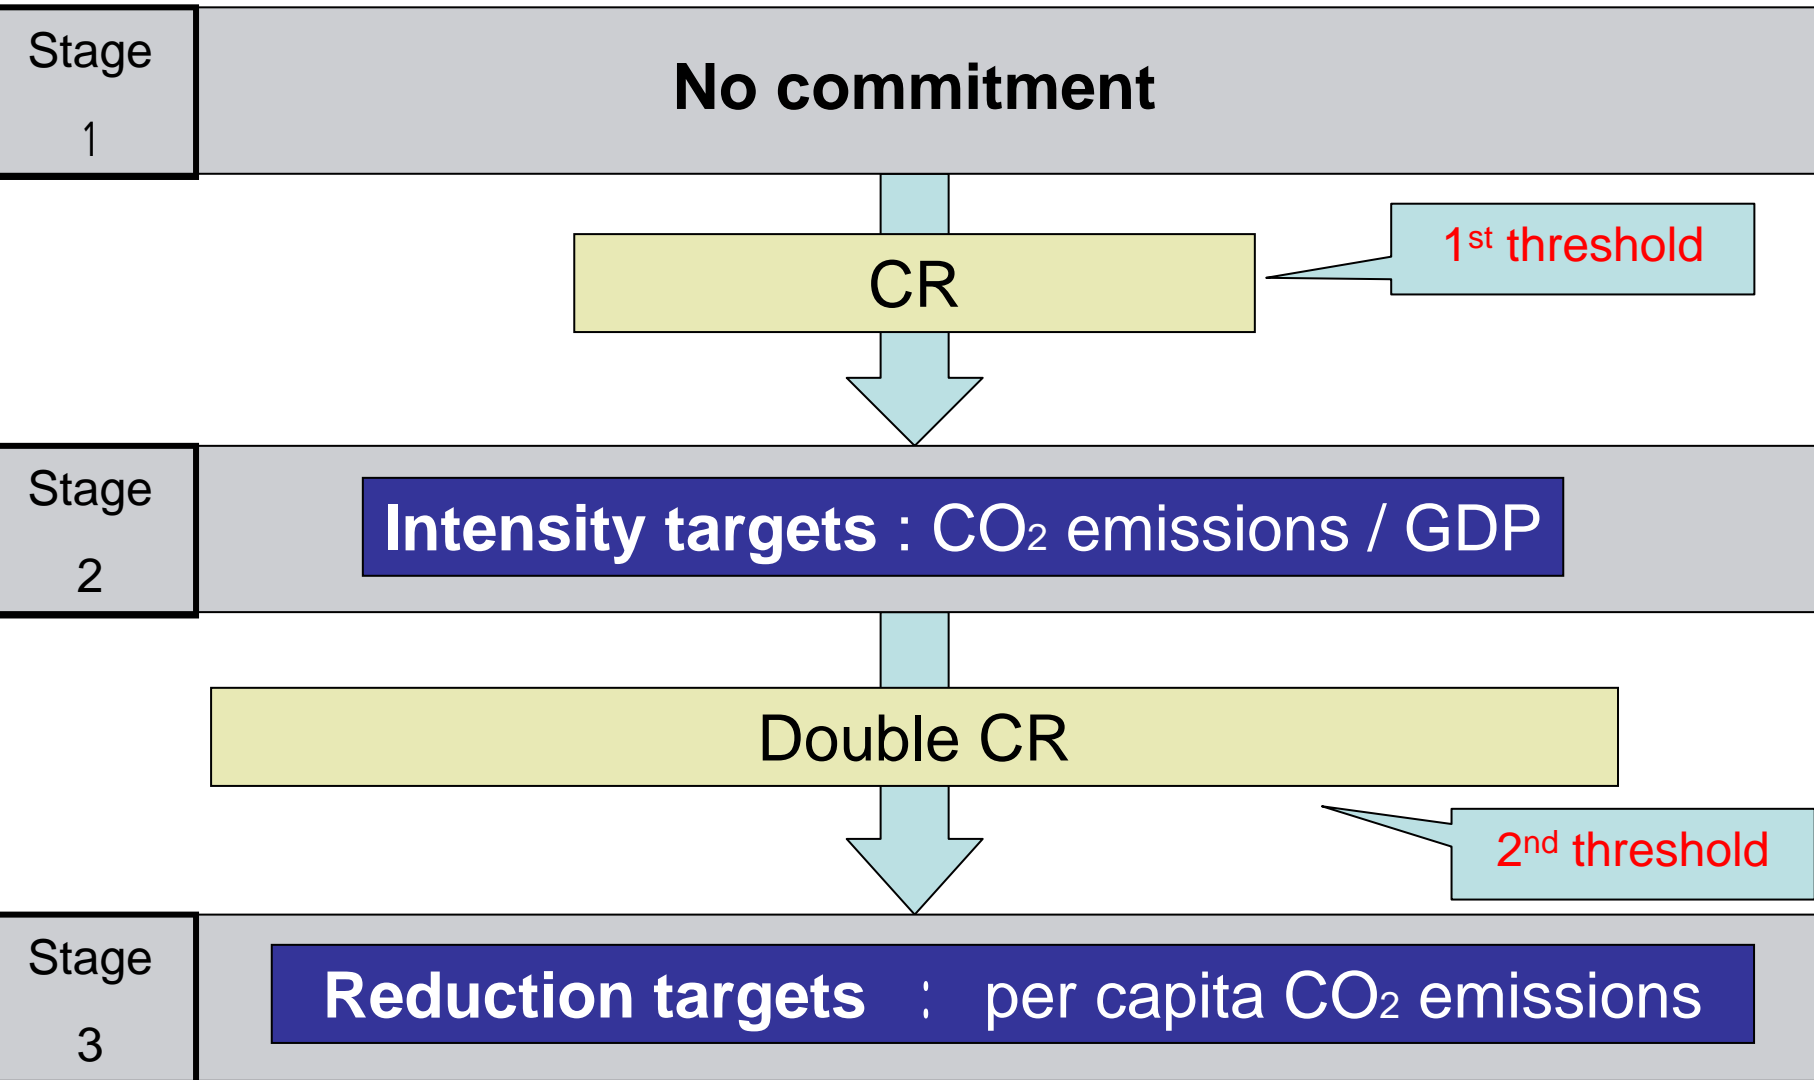 Stage
1
No commitment
CR
1st threshold
Stage
2
Intensity targets : CO2 emissions / GDP
Double CR
2nd threshold
Stage
3
Reduction targets : per capita CO2 emissions